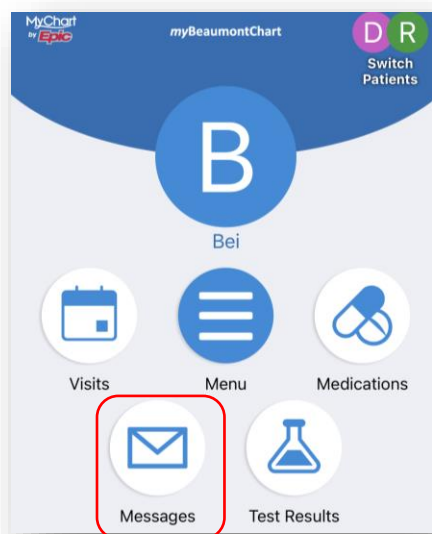 MyChart
by Epic
myBeaumontChart
D R
Switch
Patients
B
Bei
Visits
Menu
Medications
Messages
Test Results